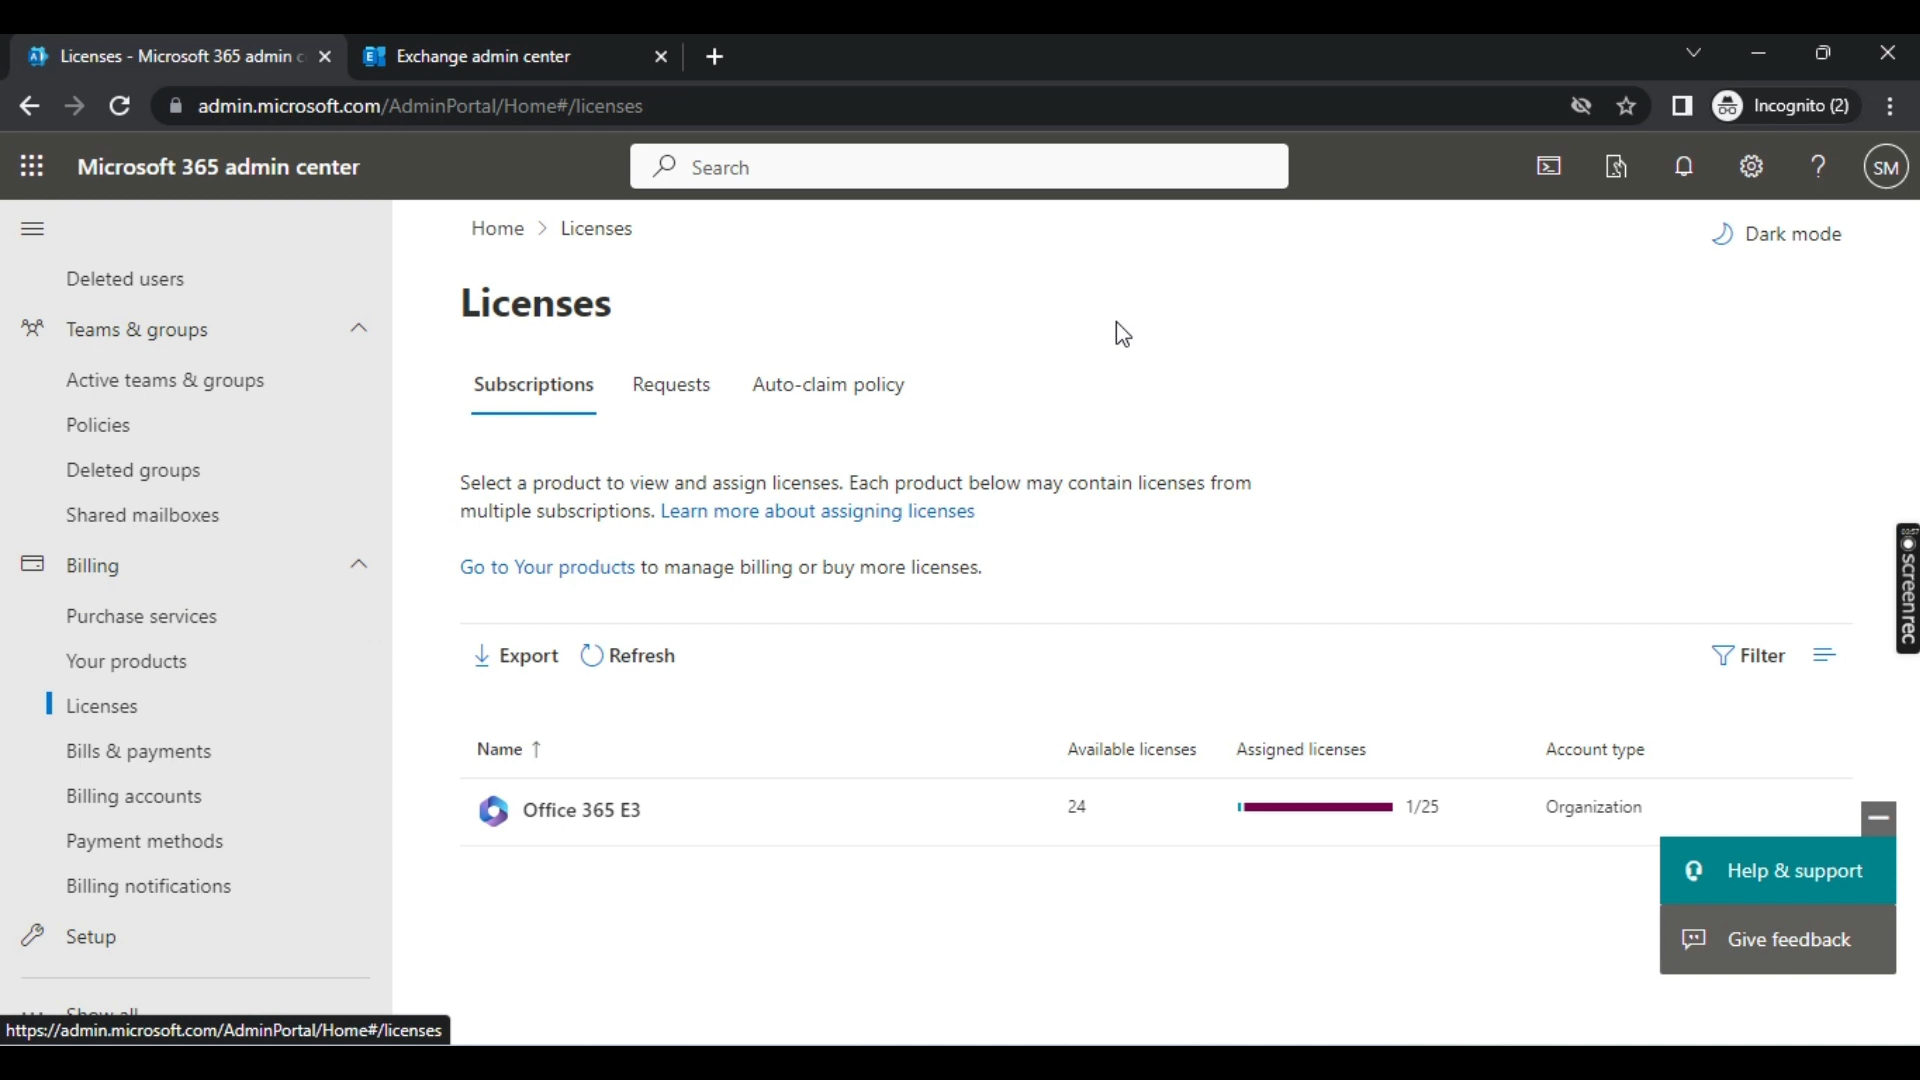 Licenses - Microsoft 365 admin c
Exchange admin center
admin.microsoft.com/AdminPortal/Home#/licenses
Incognito (2)
Microsoft 365 admin center
Search
SM
Home > Licenses
Dark mode
Deleted users
Teams & groups
Active teams & groups
Policies
Deleted groups
Shared mailboxes
Billing
Purchase services
Your products
Licenses
Bills & payments
Billing accounts
Payment methods
Billing notifications
Setup
Show all
https://admin.microsoft.com/AdminPortal/Home#/licenses
Licenses
Subscriptions Requests Auto-claim policy
Select a product to view and assign licenses. Each product below may contain licenses from
multiple subscriptions. Learn more about assigning licenses
Go to Your products to manage billing or buy more licenses.
Export Refresh Filter
Name ↑ Available licenses Assigned licenses Account type
Office 365 E3 24 1/25 Organization
Help & support
Give feedback
screenrec